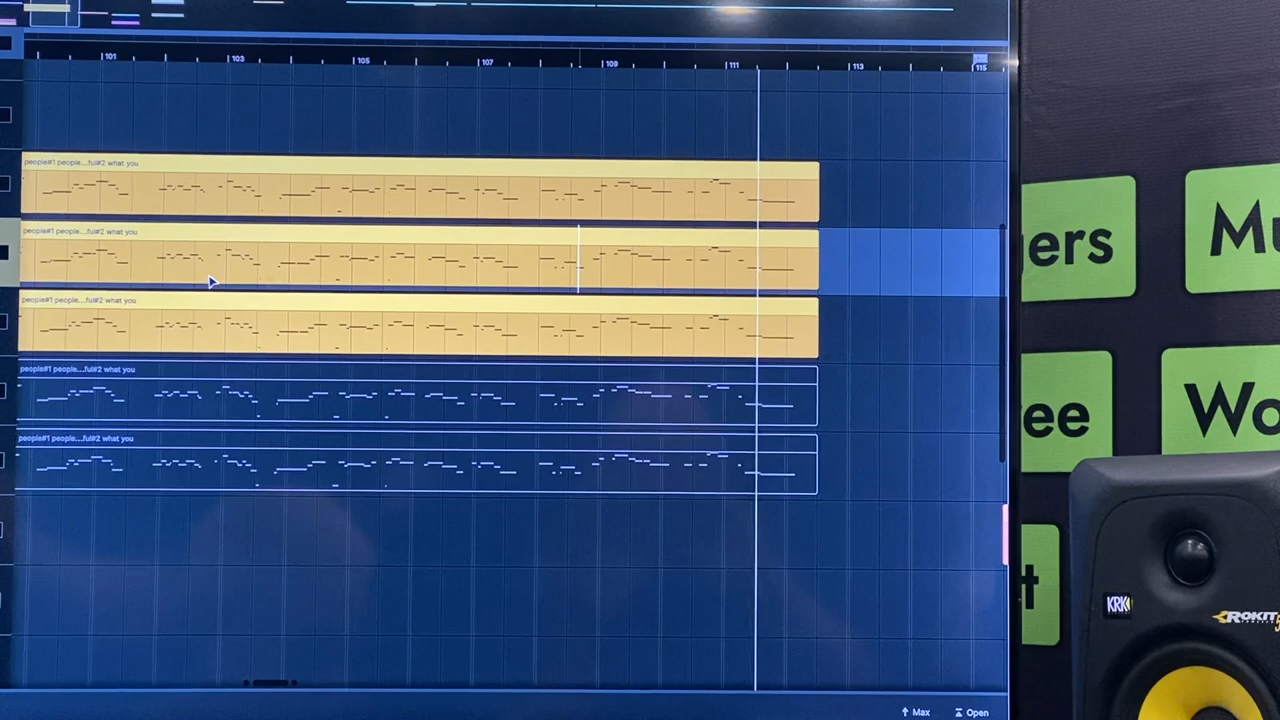 101 103 105 107 109 111 113 115
people#1 people...ful#2 what you
people#1 people...ful#2 what you
people#1 people...ful#2 what you
people#1 people...ful#2 what you
people#1 people...ful#2 what you
Max Open
gers
Mu
ee
Wo
t
KRK
ROKIT 5